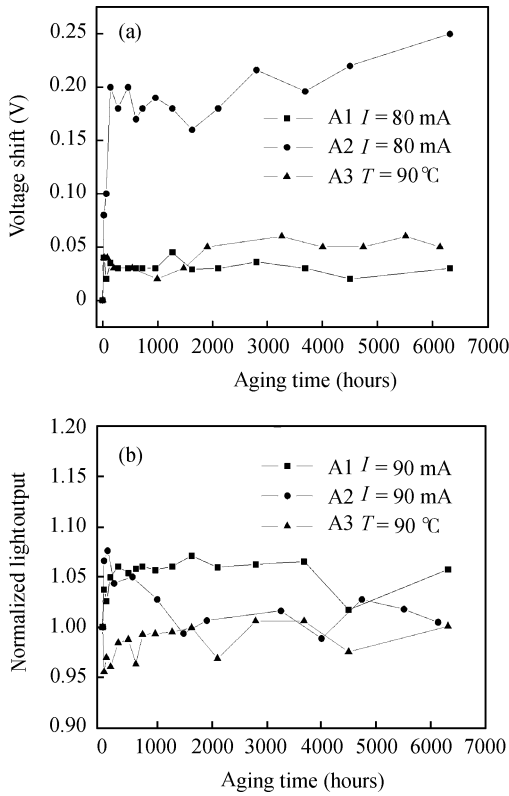 (a)
0.25
0.20
0.15
0.10
0.05
0
Voltage shift (V)
A1 I = 80 mA
A2 I = 80 mA
A3 T = 90 ℃
0 1000 2000 3000 4000 5000 6000 7000
Aging time (hours)
(b)
1.20
1.15
1.10
1.05
1.00
0.95
0.90
Normalized lightoutput
A1 I = 90 mA
A2 I = 90 mA
A3 T = 90 ℃
0 1000 2000 3000 4000 5000 6000 7000
Aging time (hours)